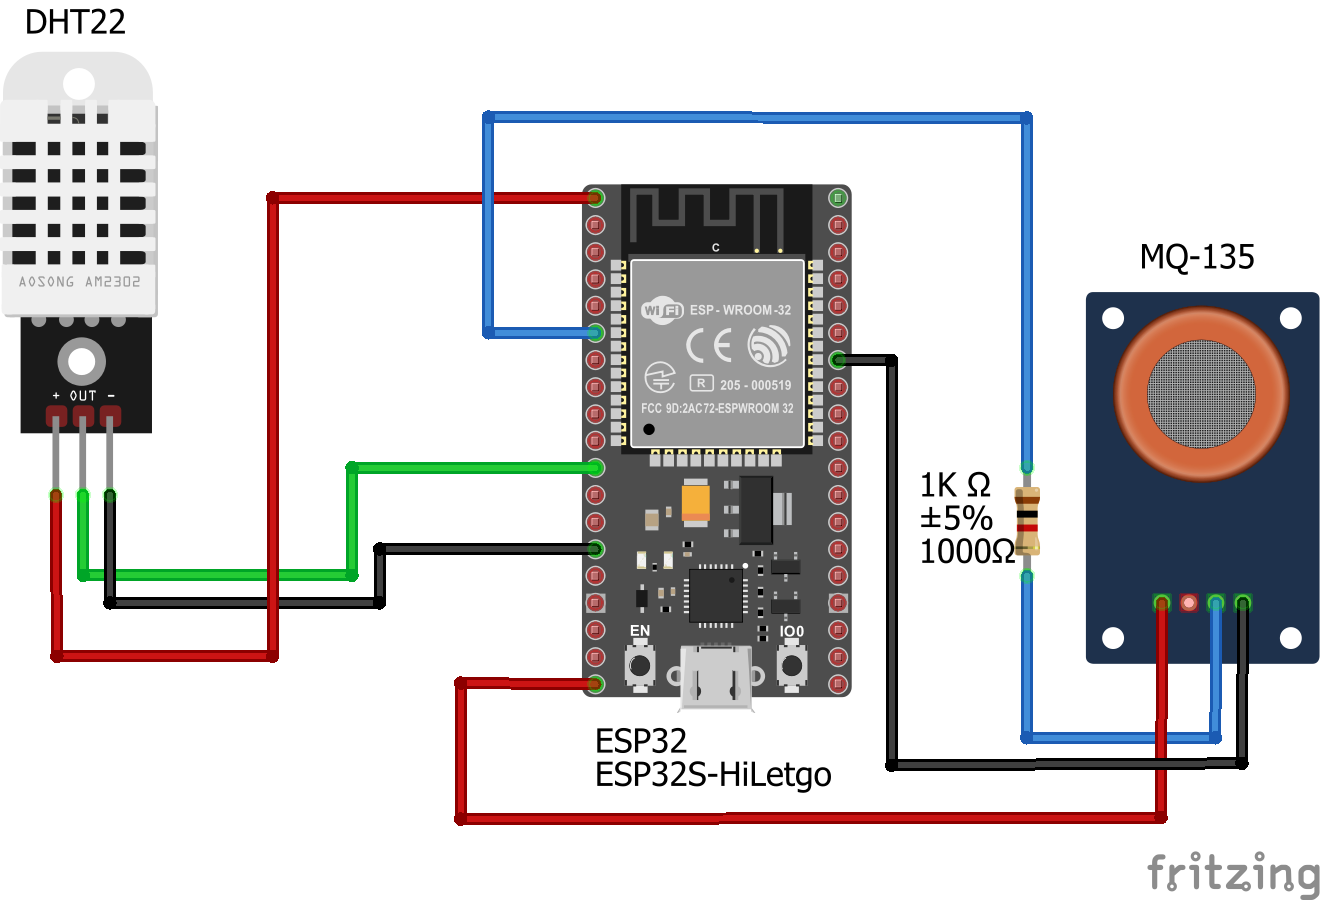 DHT22
AOSONG AM2302
+ OUT -
C
WiFi ESP - WROOM-32
CE
R 205 - 000519
FCC 9D:2AC72-ESPWROOM 32
EN
IO0
ESP32
ESP32S-HiLetgo
1K Ω
±5%
1000Ω
MQ-135
fritzing